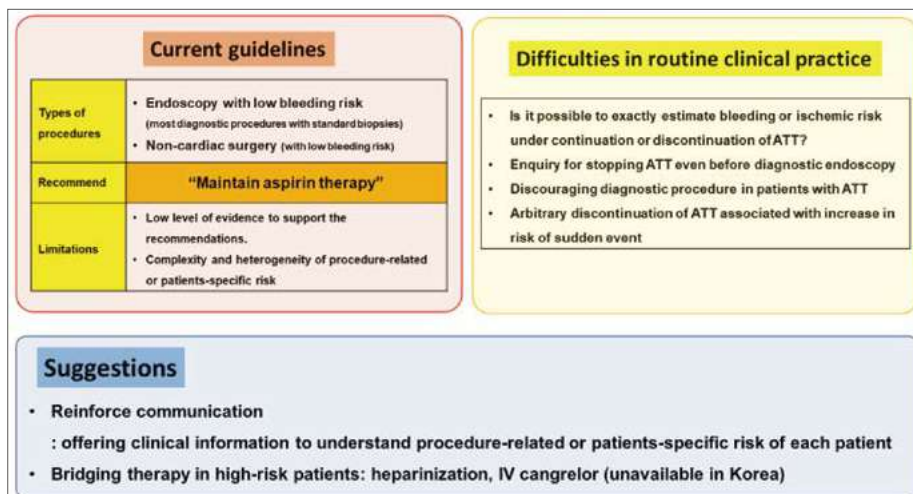 Current guidelines
Types of
procedures
• Endoscopy with low bleeding risk
(most diagnostic procedures with standard biopsies)
• Non-cardiac surgery (with low bleeding risk)
Recommend
“Maintain aspirin therapy”
Limitations
• Low level of evidence to support the
recommendations.
• Complexity and heterogeneity of procedure-related
or patients-specific risk
Difficulties in routine clinical practice
• Is it possible to exactly estimate bleeding or ischemic risk
under continuation or discontinuation of ATT?
• Enquiry for stopping ATT even before diagnostic endoscopy
• Discouraging diagnostic procedure in patients with ATT
• Arbitrary discontinuation of ATT associated with increase in
risk of sudden event
Suggestions
• Reinforce communication
: offering clinical information to understand procedure-related or patients-specific risk of each patient
• Bridging therapy in high-risk patients: heparinization, IV cangrelor (unavailable in Korea)